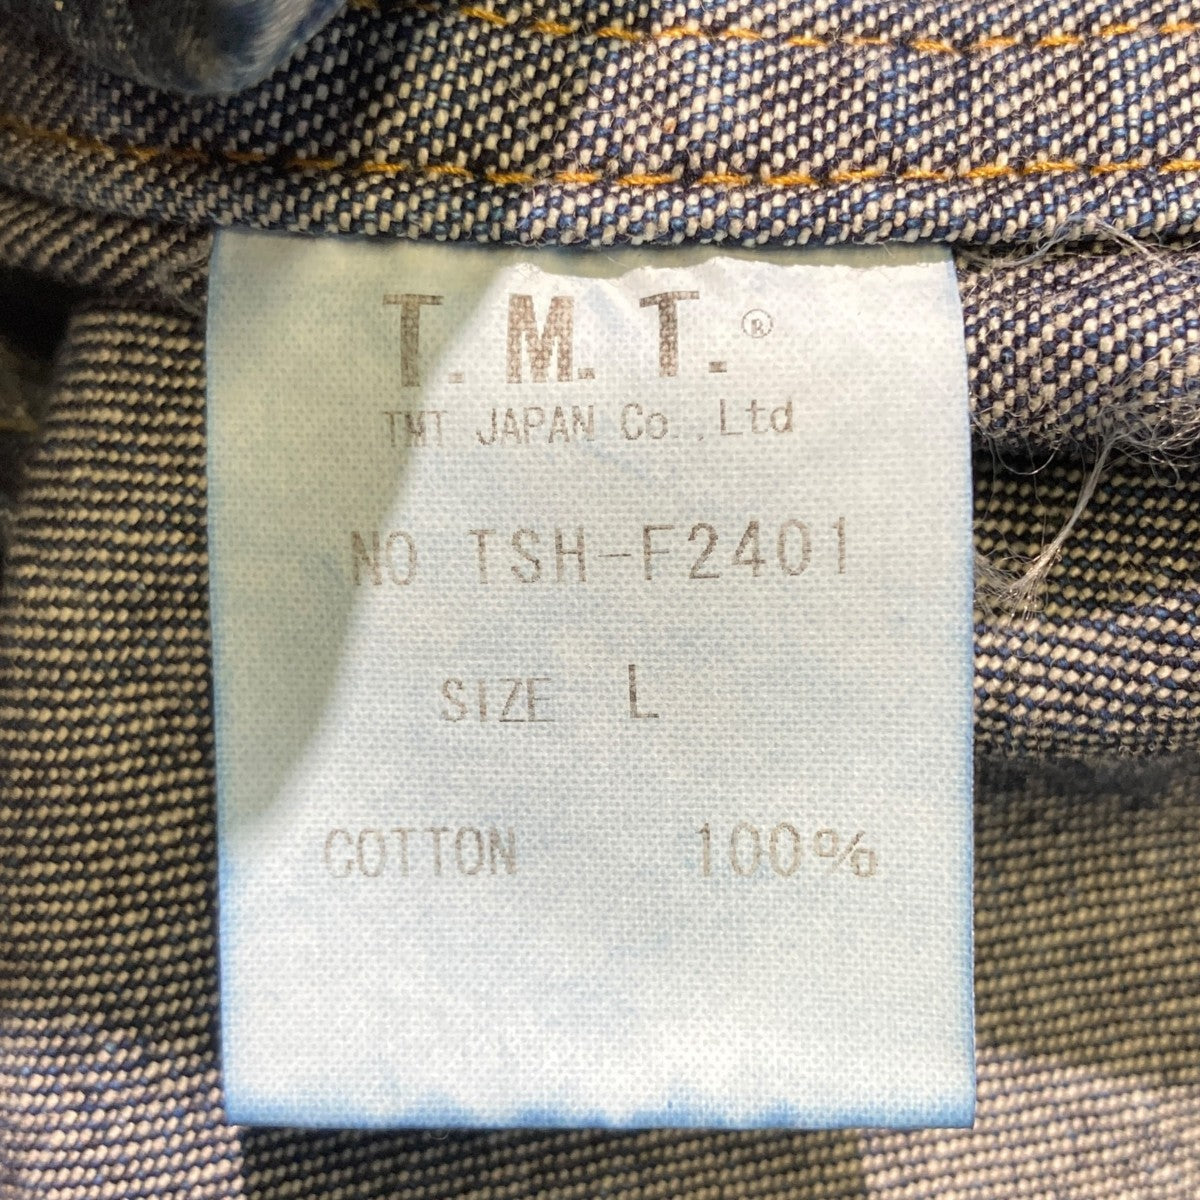 T.M.T.®
TMT JAPAN Co.,Ltd
NO TSH-F2401
SIZE L
COTTON 100%